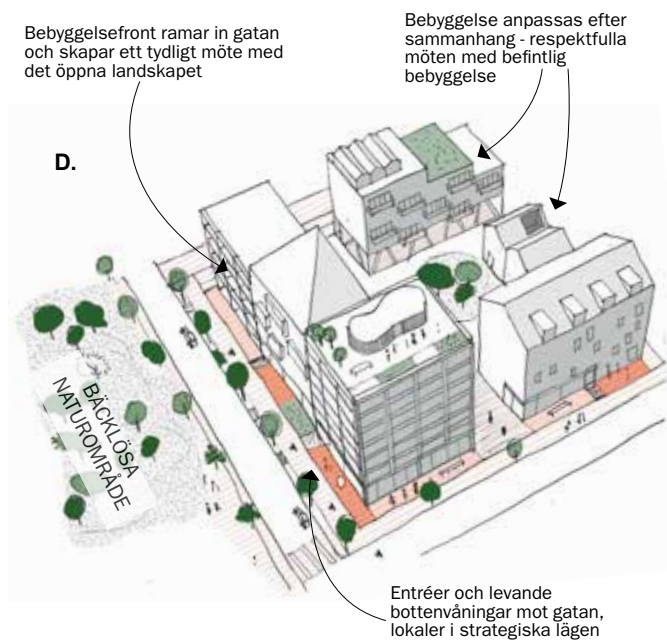 Bebyggelsefront ramar in gatan
och skapar ett tydligt möte med
det öppna landskapet
Bebyggelse anpassas efter
sammanhang - respektfulla
möten med befintlig
bebyggelse
D.
BÄCKLÖSA
NATUROMRÅDE
Entréer och levande
bottenvåningar mot gatan,
lokaler i strategiska lägen